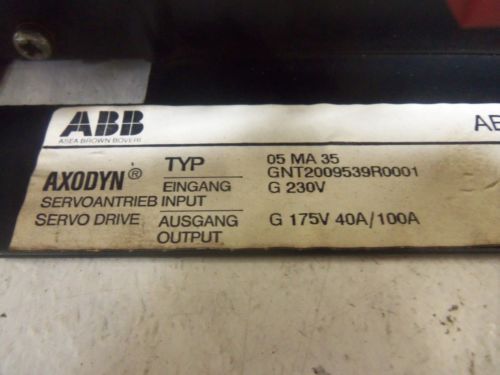 ABB
ASEA BROWN BOVERI
AXODYN®
SERVOANTRIEB
SERVO DRIVE
TYP 05 MA 35
GNT2009539R0001
EINGANG G 230V
INPUT
AUSGANG G 175V 40A/100A
OUTPUT